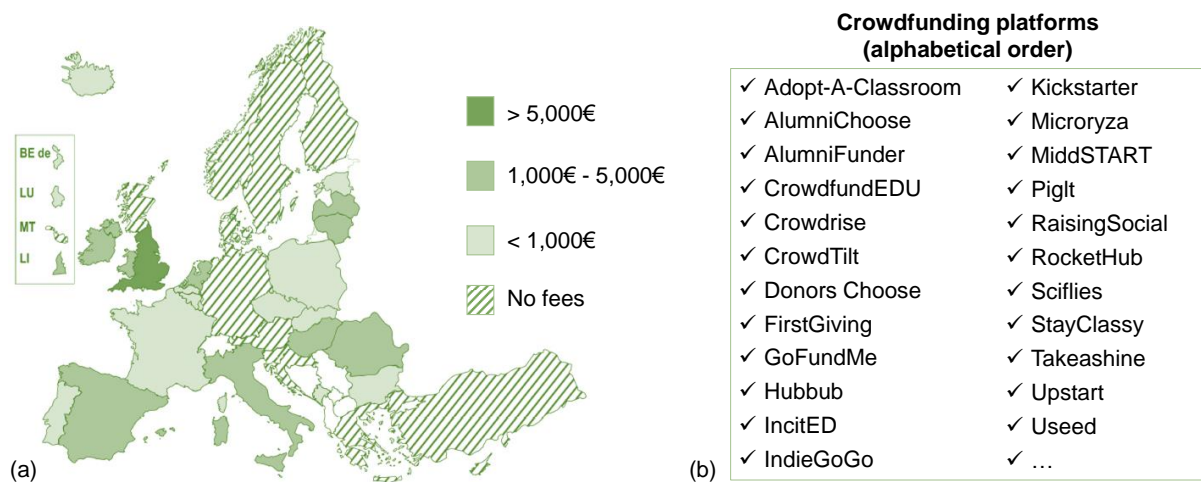 BE de
LU
MT
LI
> 5,000€
1,000€ - 5,000€
< 1,000€
No fees
(a)
Crowdfunding platforms
(alphabetical order)
✓ Adopt-A-Classroom
✓ AlumniChoose
✓ AlumniFunder
✓ CrowdfundEDU
✓ Crowdrise
✓ CrowdTilt
✓ Donors Choose
✓ FirstGiving
✓ GoFundMe
✓ Hubbub
✓ IncitED
✓ IndieGoGo
✓ Kickstarter
✓ Microryza
✓ MiddSTART
✓ PigIt
✓ RaisingSocial
✓ RocketHub
✓ Sciflies
✓ StayClassy
✓ Takeashine
✓ Upstart
✓ Useed
✓ …
(b)